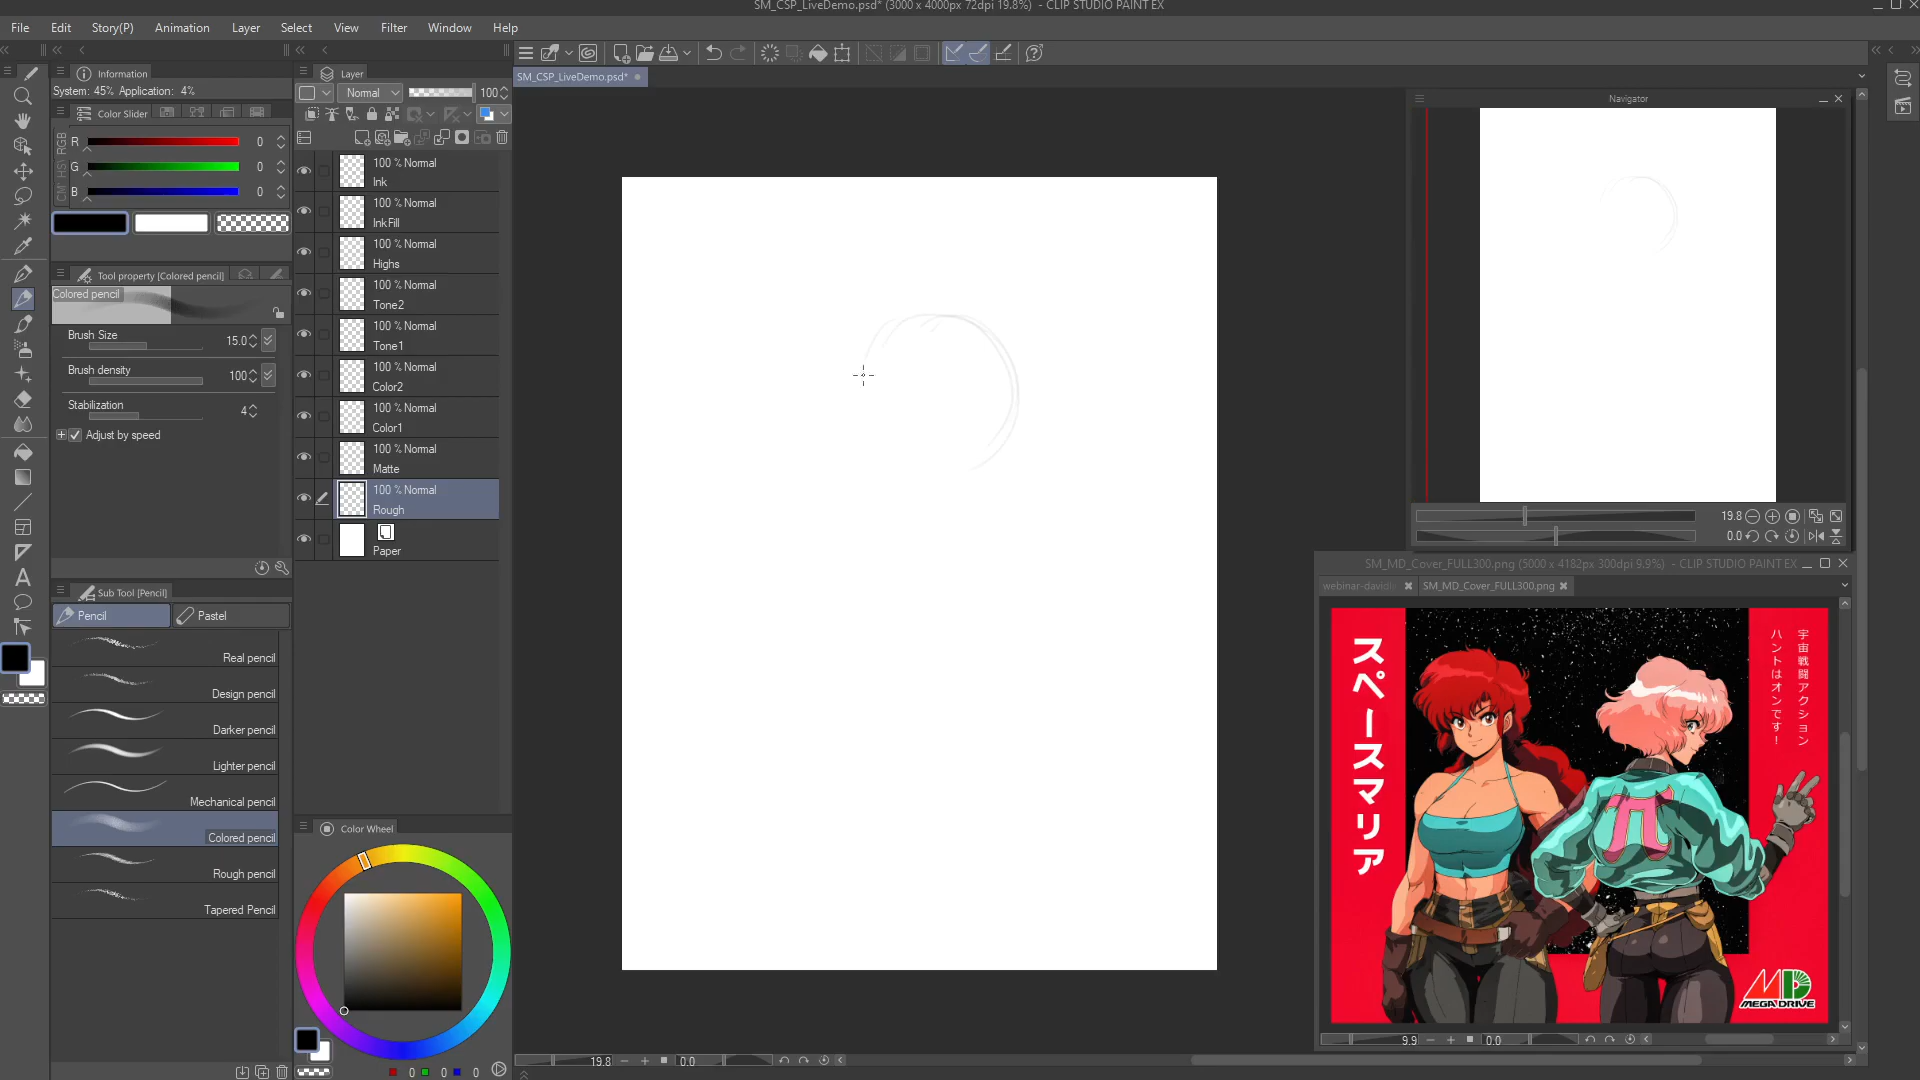 SM_CSP_LiveDemo.psd* (3000 x 4000px 72dpi 19.8%) - CLIP STUDIO PAINT EX
File Edit Story(P) Animation Layer Select View Filter Window Help
Information
System: 45% Application: 4%
Color Slider
RGB
R 0
G 0
B 0
Tool property [Colored pencil]
Colored pencil
Brush Size 15.0
Brush density 100
Stabilization 4
Adjust by speed
Sub Tool [Pencil]
Pencil Pastel
Real pencil
Design pencil
Darker pencil
Lighter pencil
Mechanical pencil
Colored pencil
Rough pencil
Tapered Pencil
Layer
Normal 100
100 % Normal
Ink
100 % Normal
InkFill
100 % Normal
Highs
100 % Normal
Tone2
100 % Normal
Tone1
100 % Normal
Color2
100 % Normal
Color1
100 % Normal
Matte
100 % Normal
Rough
Paper
Color Wheel
0 0 0
SM_CSP_LiveDemo.psd*
19.8 0.0
Navigator
19.8
0.0
SM_MD_Cover_FULL300.png (5000 x 4182px 300dpi 9.9%) - CLIP STUDIO PAINT EX
SM_MD_Cover_FULL300.png
スペースマリア
宇宙戦闘アクション
ハントはオンです！
π
MD
MEGA DRIVE
9.9 0.0